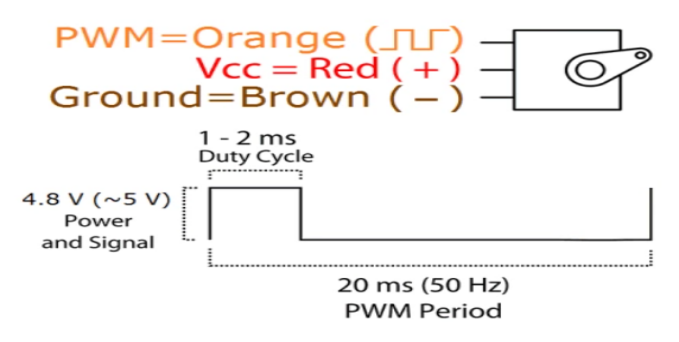 PWM=Orange (⎍⎍)
Vcc = Red ( + )
Ground=Brown ( – )
1 - 2 ms
Duty Cycle
4.8 V (~5 V)
Power
and Signal
20 ms (50 Hz)
PWM Period